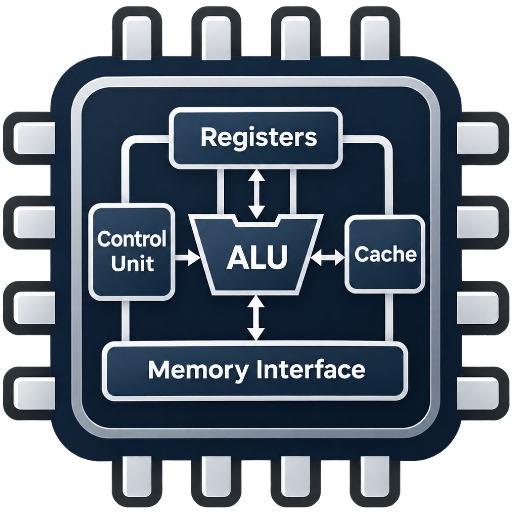 Registers
Control
Unit
ALU
Cache
Memory Interface